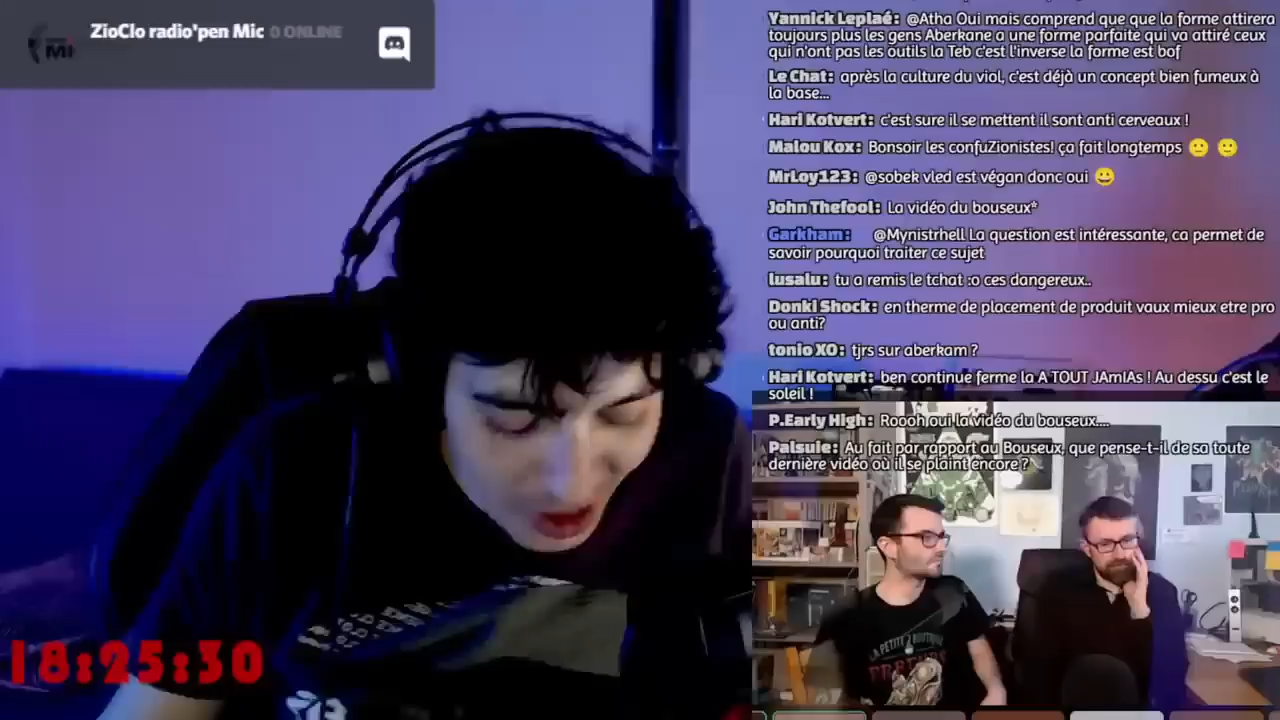 ZioClo radio'pen Mic 0 ONLINE
MI
Yannick Leplaé: @Atha Oui mais comprend que que la forme attirera
toujours plus les gens Aberkane a une forme parfaite qui va attiré ceux
qui n'ont pas les outils la Teb c'est l'inverse la forme est bof
Le Chat: après la culture du viol, c'est déjà un concept bien fumeux à
la base...
Hari Kotvert: c'est sure il se mettent il sont anti cerveaux !
Malou Kox: Bonsoir les confuZionistes! ça fait longtemps 🙂 🙂
MrLoy123: @sobek vled est végan donc oui 😀
John Thefool: La vidéo du bouseux*
Garkham: @Mynistrhell La question est intéressante, ca permet de
savoir pourquoi traiter ce sujet
lusalu: tu a remis le tchat :o ces dangereux..
Donki Shock: en therme de placement de produit vaux mieux etre pro
ou anti?
tonio XO: tjrs sur aberkam ?
Hari Kotvert: ben continue ferme la A TOUT JAmIAs ! Au dessu c'est le
soleil !
P.Early High: Roooh,oui la vidéo du bouseux....
Palsuie: Au fait par rapport au Bouseux, que pense-t-il de sa toute
dernière vidéo où il se plaint encore ?
LA PETITE BOUTIQUE
18:25:30